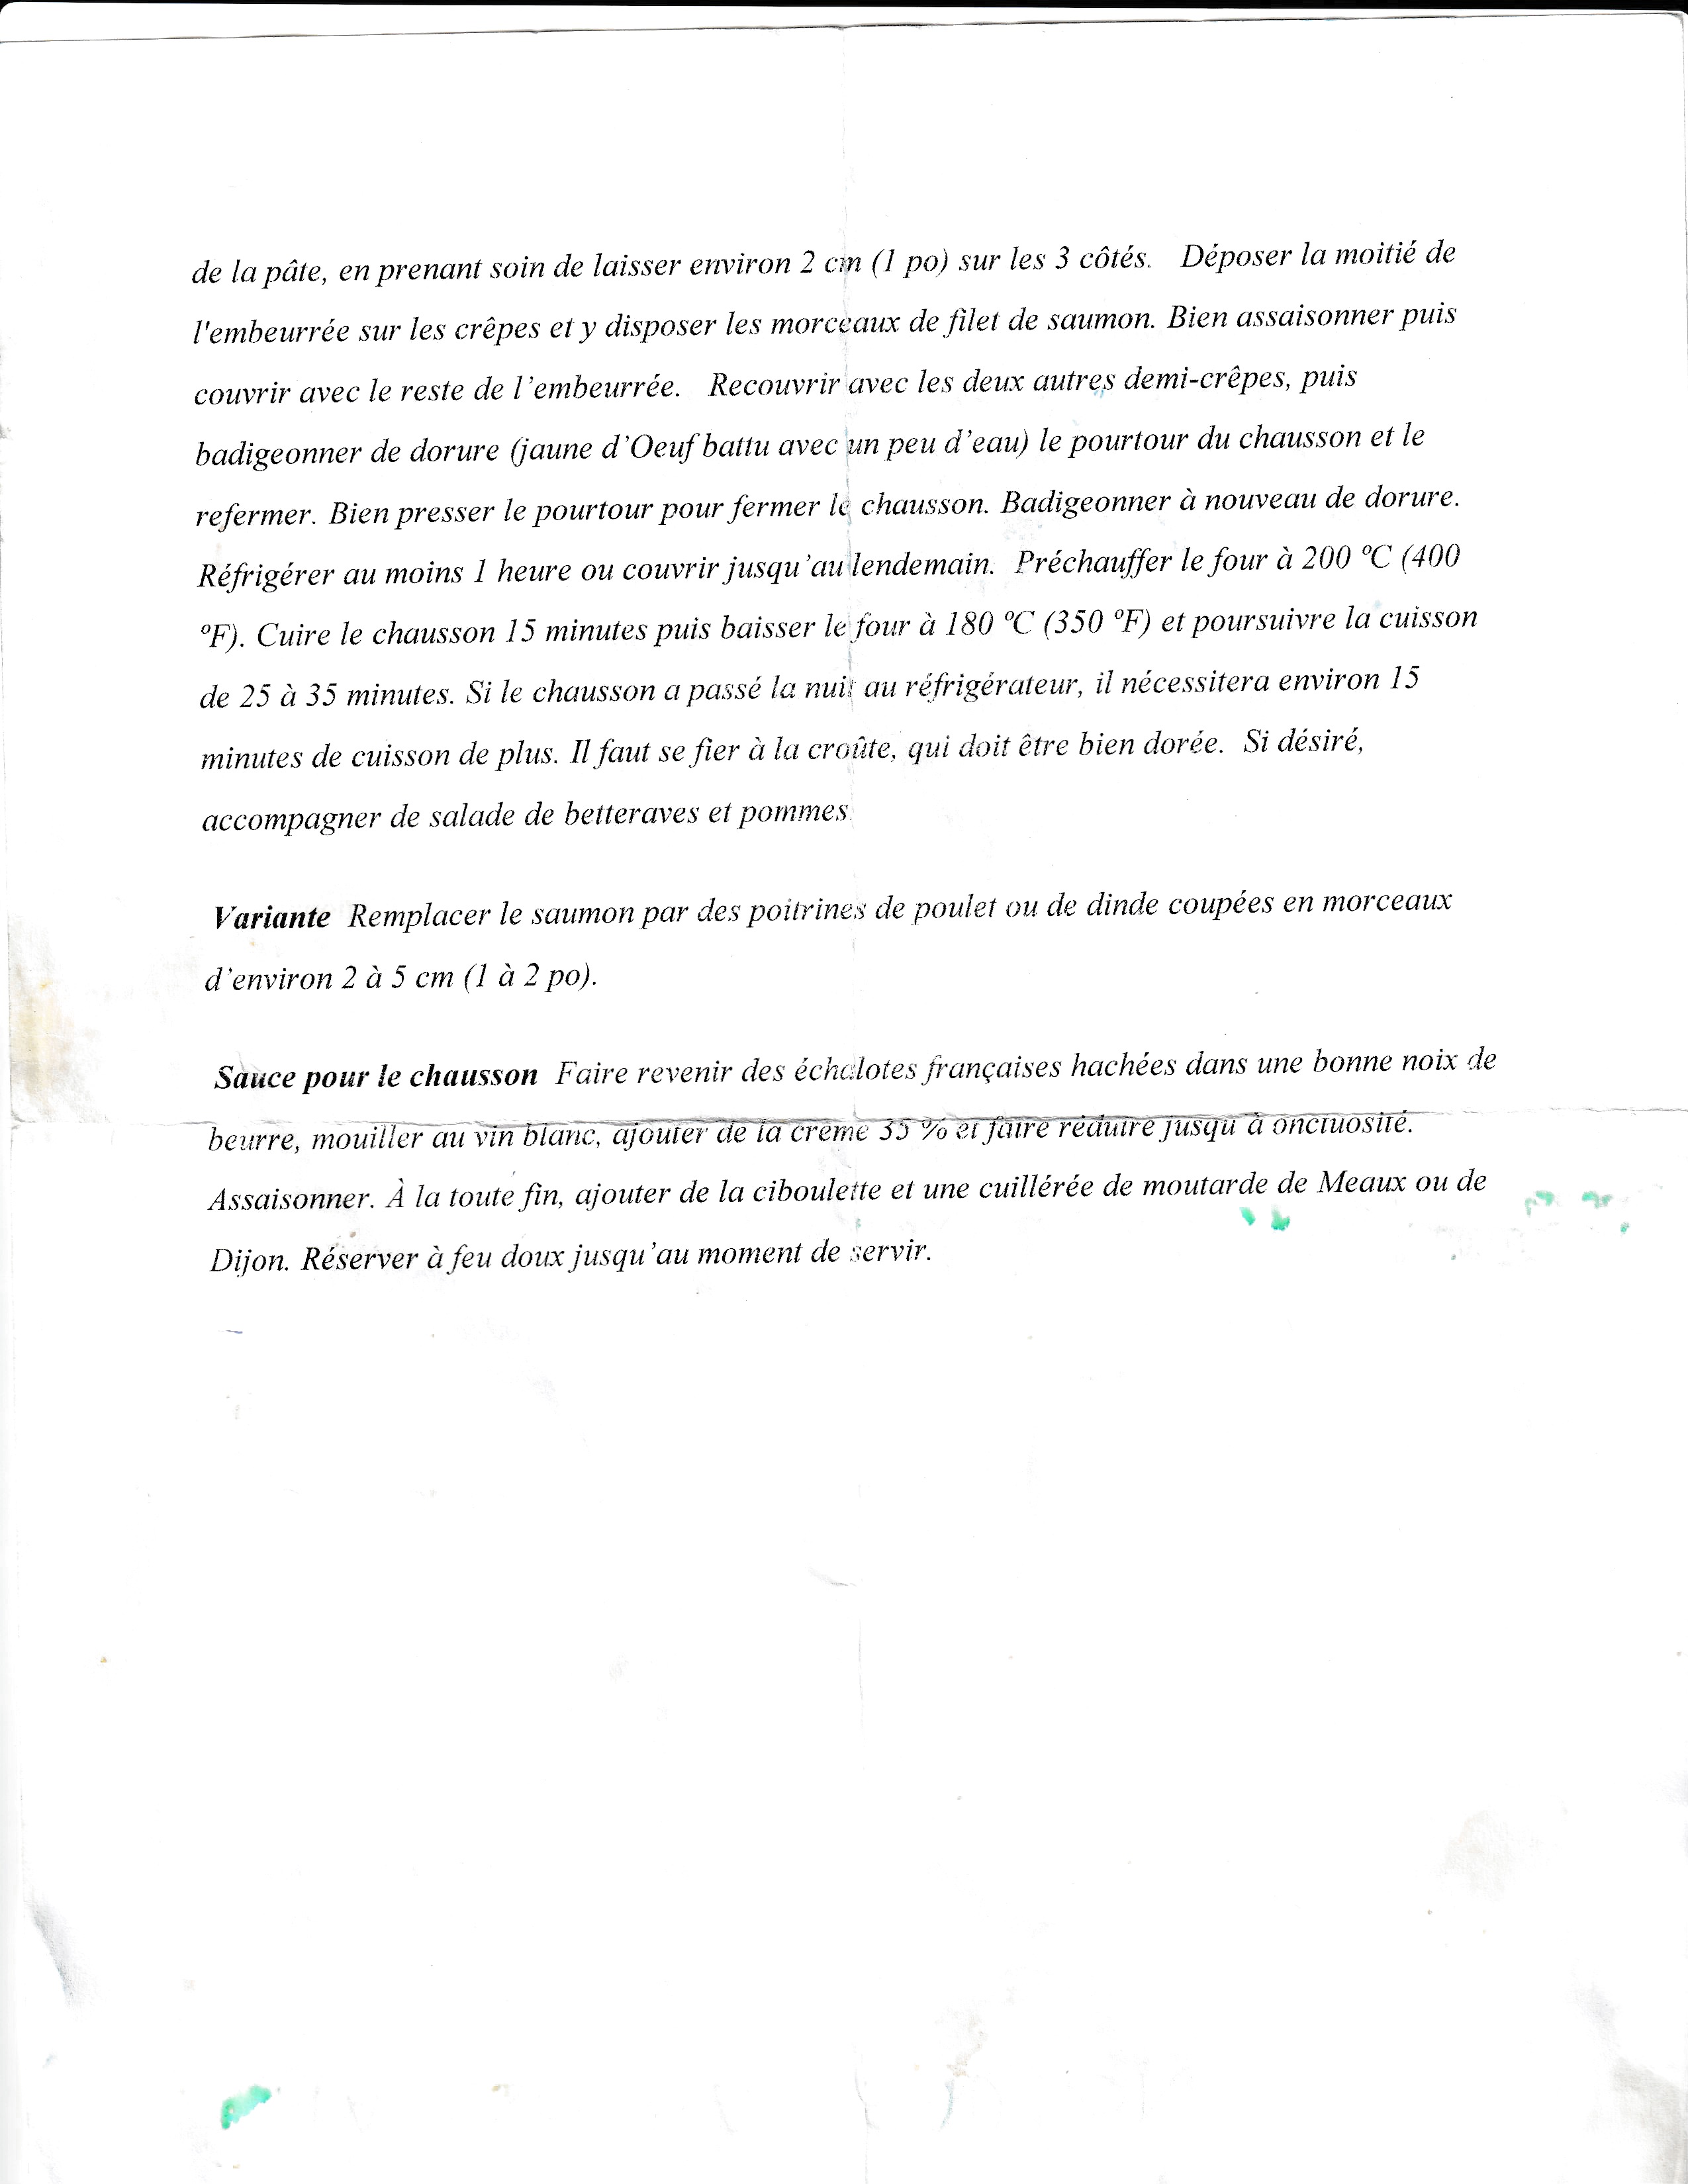 de la pâte, en prenant soin de laisser environ 2 cm (1 po) sur les 3 côtés. Déposer la moitié de
l'embeurrée sur les crêpes et y disposer les morceaux de filet de saumon. Bien assaisonner puis
couvrir avec le reste de l’embeurrée. Recouvrir avec les deux autres demi-crêpes, puis
badigeonner de dorure (jaune d’Oeuf battu avec un peu d’eau) le pourtour du chausson et le
refermer. Bien presser le pourtour pour fermer le chausson. Badigeonner à nouveau de dorure.
Réfrigérer au moins 1 heure ou couvrir jusqu’au lendemain. Préchauffer le four à 200 ºC (400
ºF). Cuire le chausson 15 minutes puis baisser le four à 180 ºC (350 ºF) et poursuivre la cuisson
de 25 à 35 minutes. Si le chausson a passé la nuit au réfrigérateur, il nécessitera environ 15
minutes de cuisson de plus. Il faut se fier à la croûte, qui doit être bien dorée. Si désiré,
accompagner de salade de betteraves et pommes.
Variante Remplacer le saumon par des poitrines de poulet ou de dinde coupées en morceaux
d’environ 2 à 5 cm (1 à 2 po).
Sauce pour le chausson Faire revenir des échalotes françaises hachées dans une bonne noix de
beurre, mouiller au vin blanc, ajouter de la crème 35 % et faire réduire jusqu’à onctuosité.
Assaisonner. À la toute fin, ajouter de la ciboulette et une cuillérée de moutarde de Meaux ou de
Dijon. Réserver à feu doux jusqu’au moment de servir.